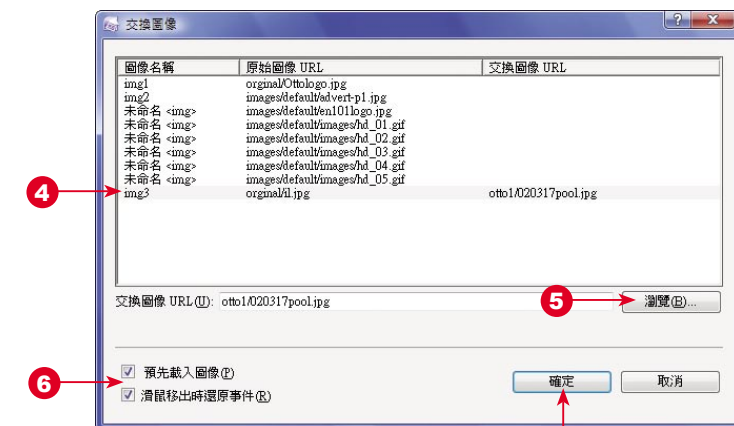 交換圖像
圖像名稱 原始圖像 URL 交換圖像 URL
img1 orginal/Ottologo.jpg
img2 images/default/advert-p1.jpg
未命名 <img> images/default/en101logo.jpg
未命名 <img> images/default/images/hd_01.gif
未命名 <img> images/default/images/hd_02.gif
未命名 <img> images/default/images/hd_03.gif
未命名 <img> images/default/images/hd_04.gif
未命名 <img> images/default/images/hd_05.gif
4 img3 orginal/il.jpg otto1/020317pool.jpg
交換圖像 URL(U): otto1/020317pool.jpg 5 瀏覽(B)...
預先載入圖像(P)
6 確定 取消
滑鼠移出時還原事件(R)